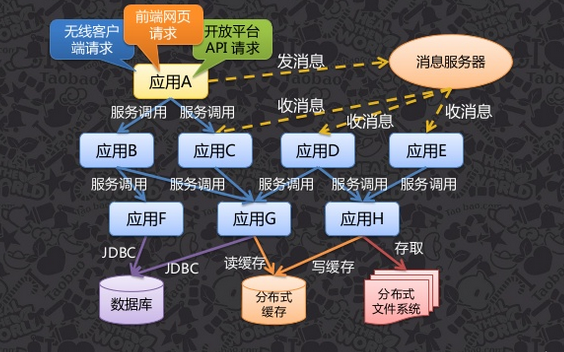 无线客户
端请求
前端网页
请求
开放平台
API 请求
应用A
发消息
消息服务器
服务调用
服务调用
收消息
收消息
收消息
应用B
应用C
应用D
应用E
服务调用
服务调用
服务调用
服务调用
服务调用
应用F
应用G
应用H
JDBC
JDBC
读缓存
写缓存
存取
数据库
分布式
缓存
分布式
文件系统